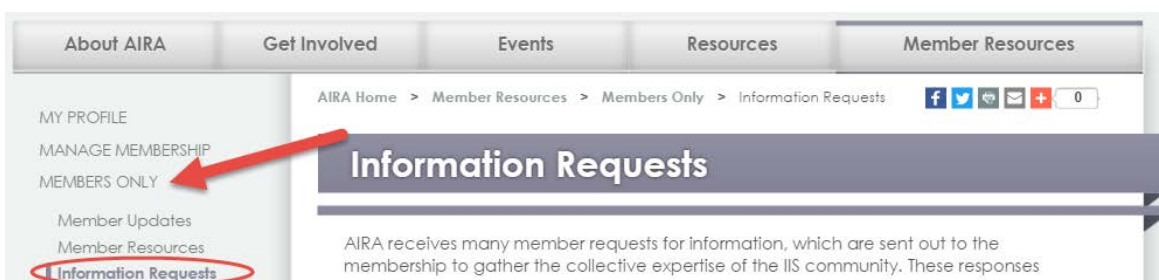 About AIRA Get Involved Events Resources Member Resources
AIRA Home > Member Resources > Members Only > Information Requests 0
MY PROFILE
MANAGE MEMBERSHIP
MEMBERS ONLY
Member Updates
Member Resources
Information Requests
Information Requests
AIRA receives many member requests for information, which are sent out to the
membership to gather the collective expertise of the IIS community. These responses